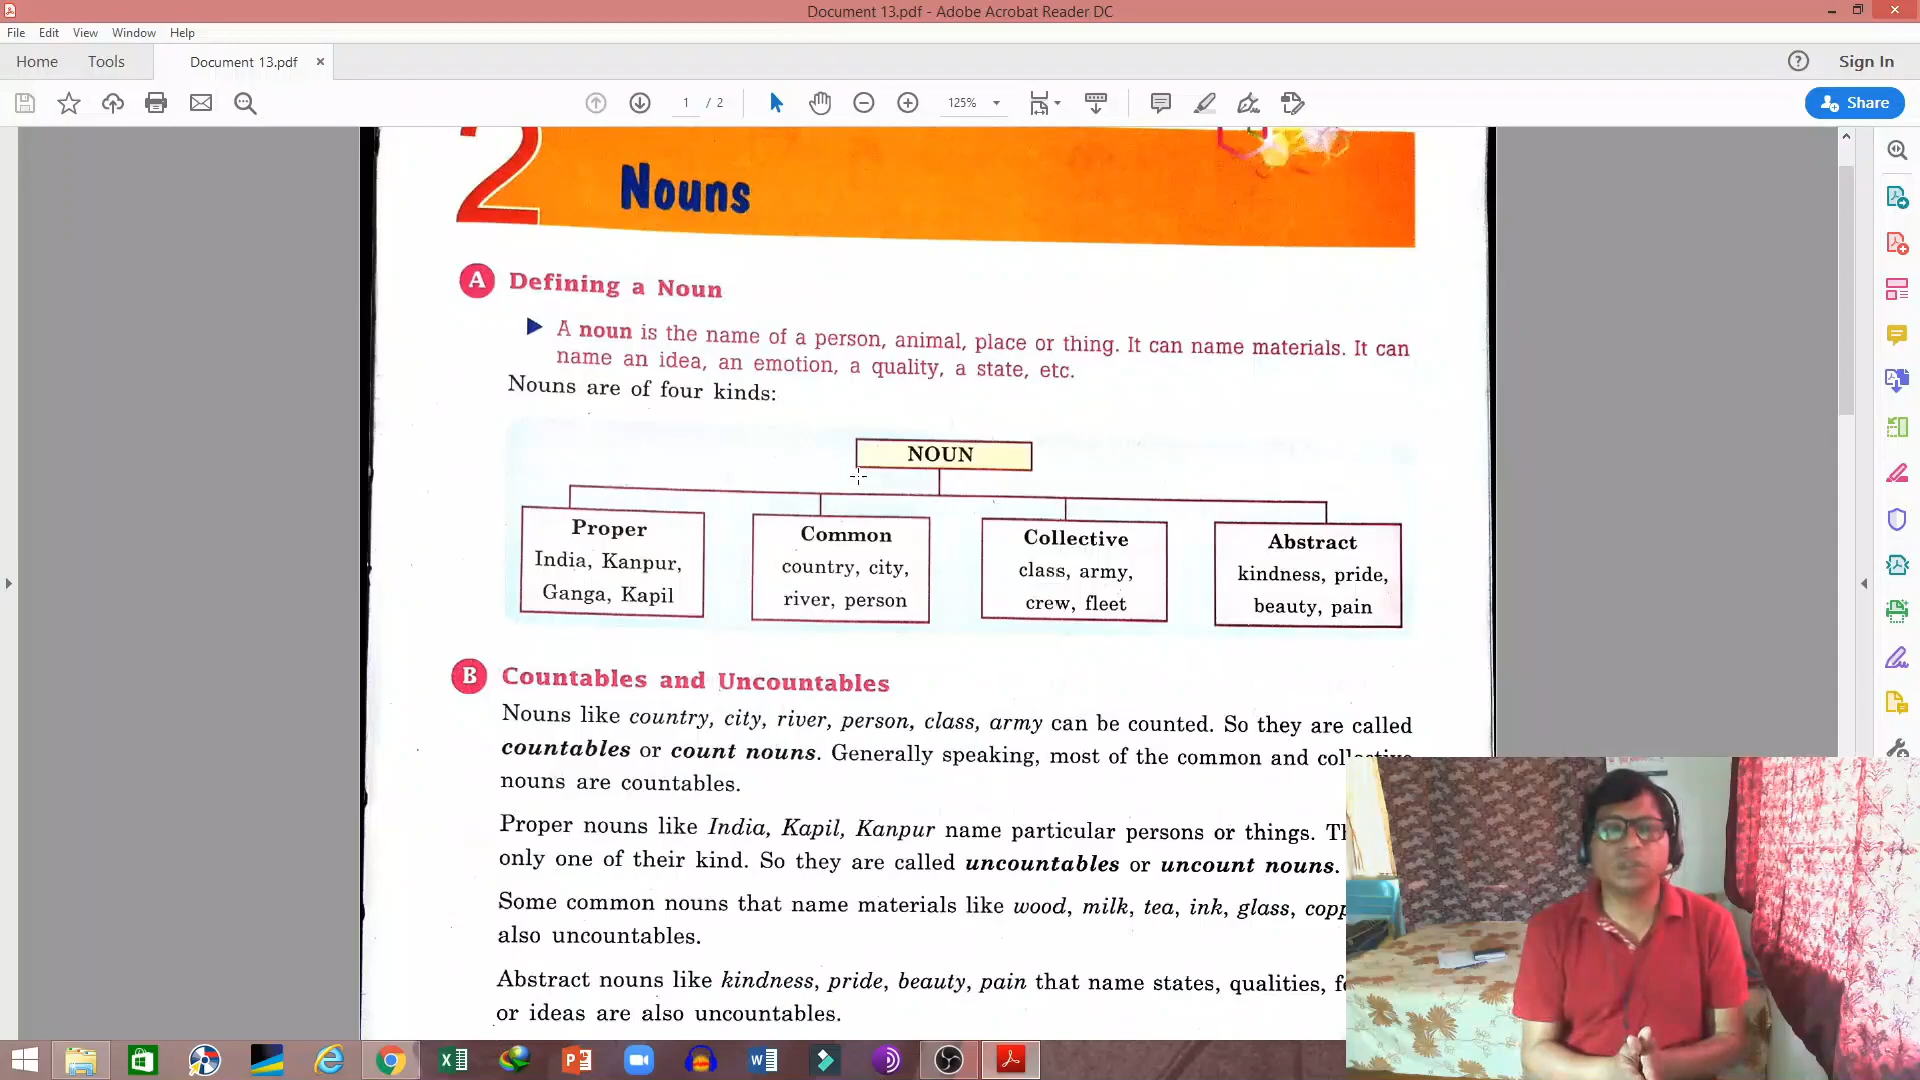 Document 13.pdf - Adobe Acrobat Reader DC
File Edit View Window Help
Home Tools Document 13.pdf × Sign In
1 / 2 125% Share
2
Nouns
A Defining a Noun
A noun is the name of a person, animal, place or thing. It can name materials. It can
name an idea, an emotion, a quality, a state, etc.
Nouns are of four kinds:
NOUN
Proper
India, Kanpur,
Ganga, Kapil
Common
country, city,
river, person
Collective
class, army,
crew, fleet
Abstract
kindness, pride,
beauty, pain
B Countables and Uncountables
Nouns like country, city, river, person, class, army can be counted. So they are called
countables or count nouns. Generally speaking, most of the common and collective
nouns are countables.
Proper nouns like India, Kapil, Kanpur name particular persons or things.
only one of their kind. So they are called uncountables or uncount nouns.
Some common nouns that name materials like wood, milk, tea, ink, glass,
also uncountables.
Abstract nouns like kindness, pride, beauty, pain that name states, qualities,
or ideas are also uncountables.